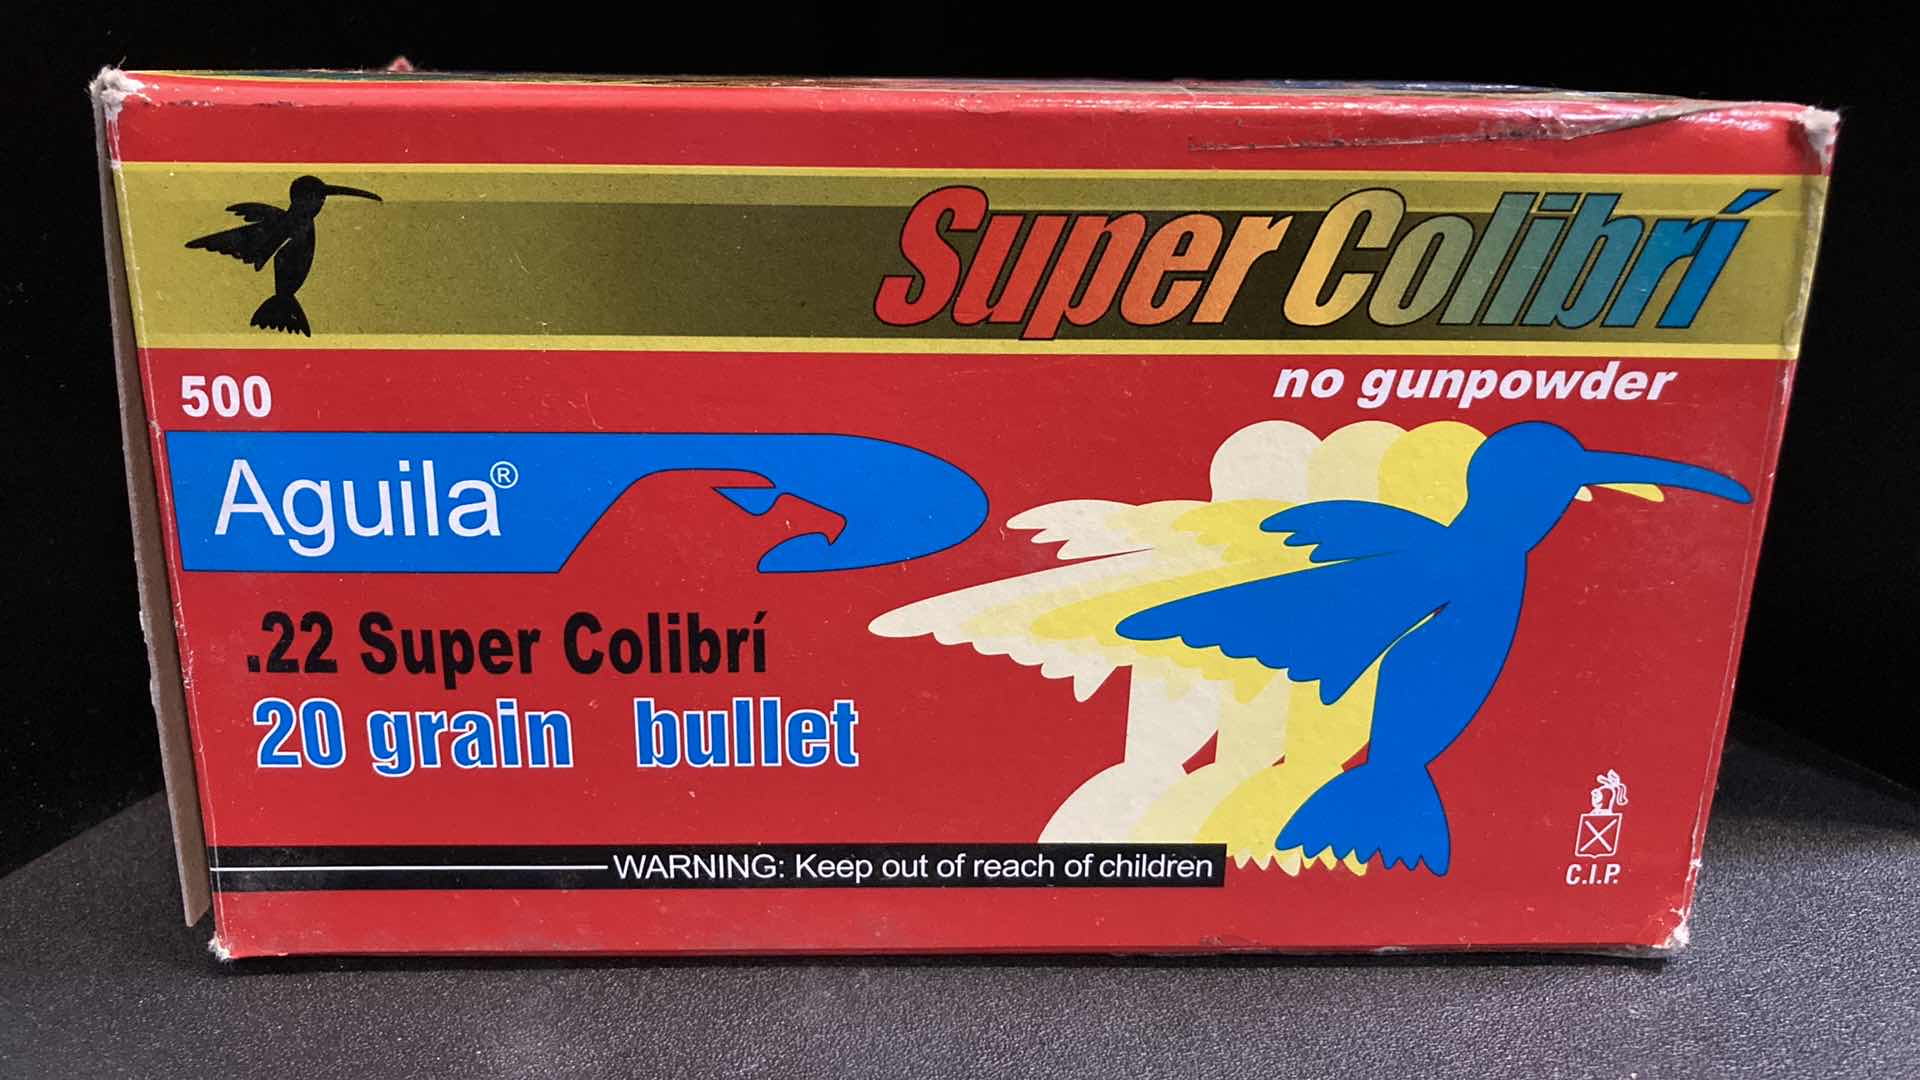 Super Colibrí
no gunpowder
500
Aguila®
.22 Super Colibrí
20 grain bullet
WARNING: Keep out of reach of children
C.I.P.